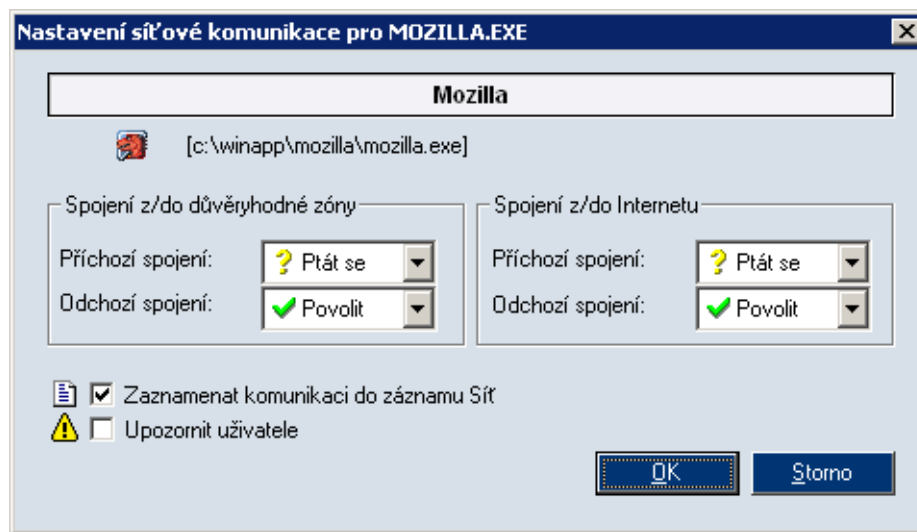 Nastavení síťové komunikace pro MOZILLA.EXE
Mozilla
[c:\winapp\mozilla\mozilla.exe]
Spojení z/do důvěryhodné zóny
Příchozí spojení: Ptát se
Odchozí spojení: Povolit
Spojení z/do Internetu
Příchozí spojení: Ptát se
Odchozí spojení: Povolit
Zaznamenat komunikaci do záznamu Síť
Upozornit uživatele
OK Storno